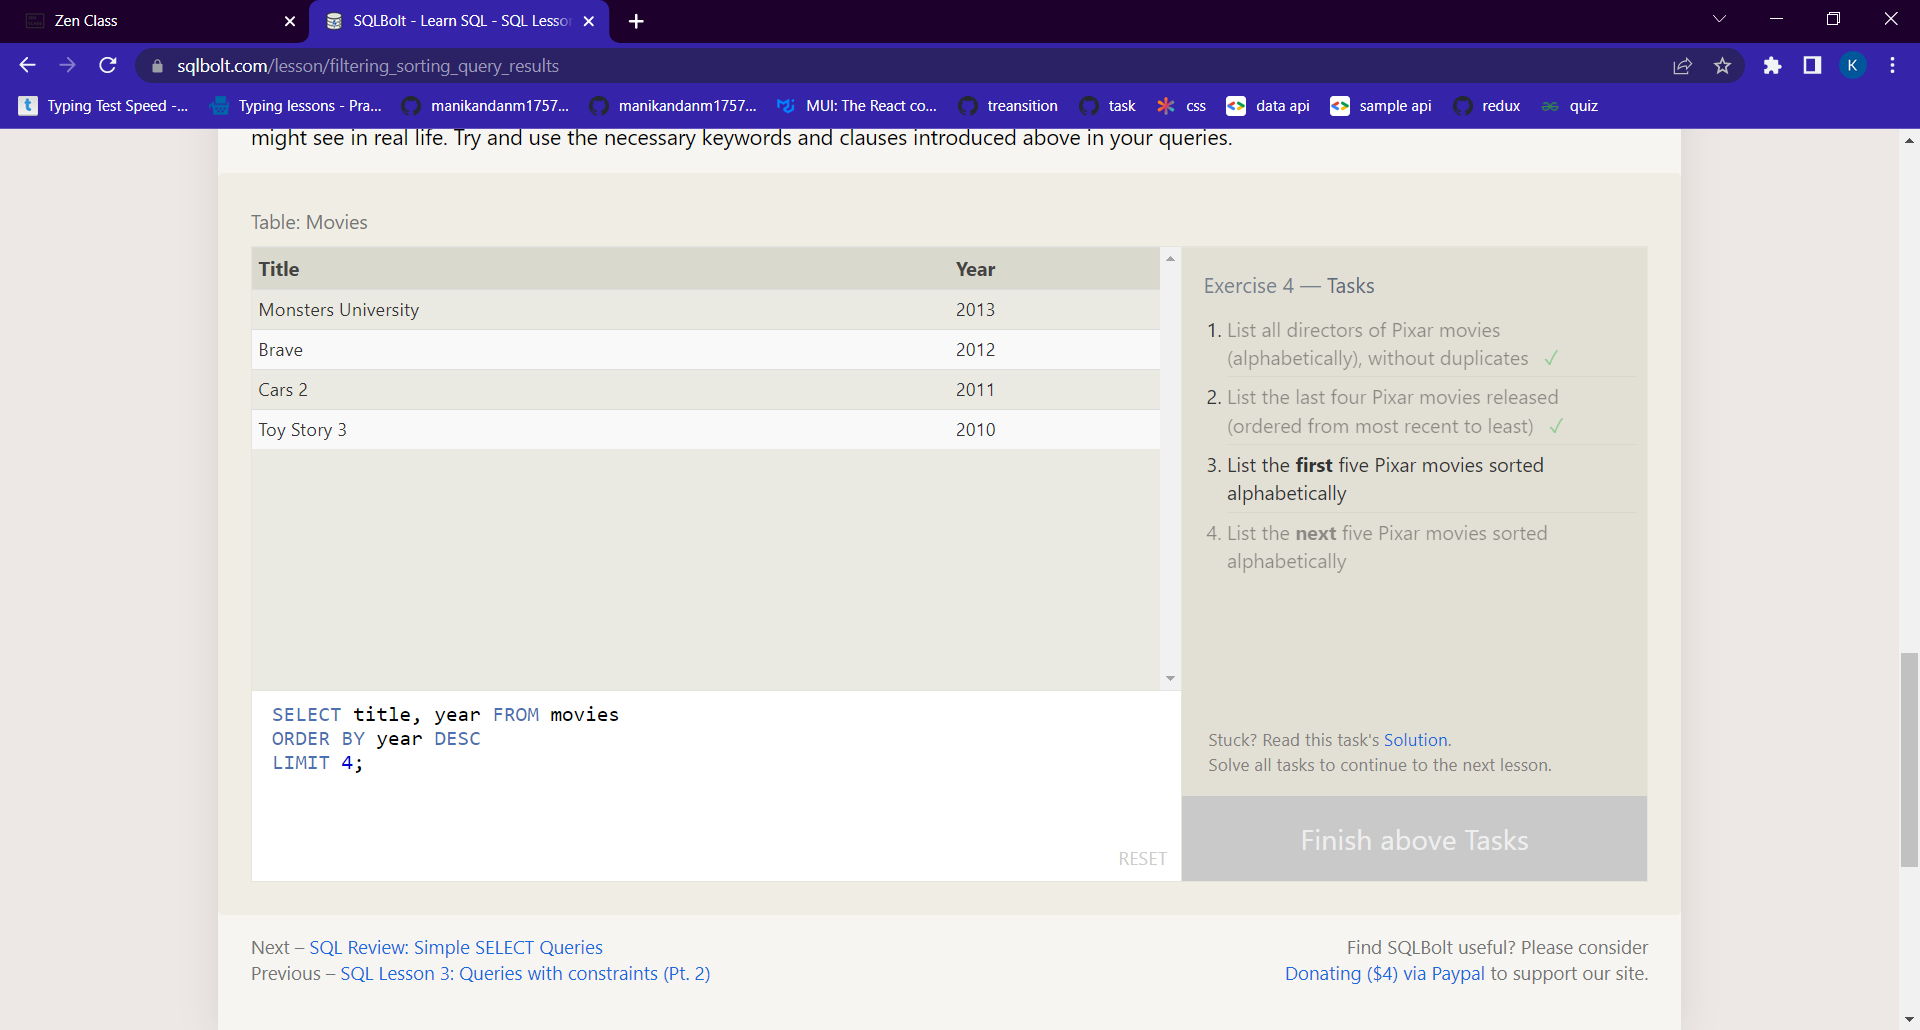 Zen Class
SQLBolt - Learn SQL - SQL Lesson
sqlbolt.com/lesson/filtering_sorting_query_results
K
Typing Test Speed -... Typing lessons - Pra... manikandanm1757... manikandanm1757... MUI: The React co... treansition task css data api sample api redux quiz
might see in real life. Try and use the necessary keywords and clauses introduced above in your queries.
Table: Movies
Title Year
Monsters University 2013
Brave 2012
Cars 2 2011
Toy Story 3 2010
SELECT title, year FROM movies
ORDER BY year DESC
LIMIT 4;
RESET
Exercise 4 — Tasks
1. List all directors of Pixar movies
(alphabetically), without duplicates ✓
2. List the last four Pixar movies released
(ordered from most recent to least) ✓
3. List the first five Pixar movies sorted
alphabetically
4. List the next five Pixar movies sorted
alphabetically
Stuck? Read this task's Solution.
Solve all tasks to continue to the next lesson.
Finish above Tasks
Next – SQL Review: Simple SELECT Queries
Previous – SQL Lesson 3: Queries with constraints (Pt. 2)
Find SQLBolt useful? Please consider
Donating ($4) via Paypal to support our site.